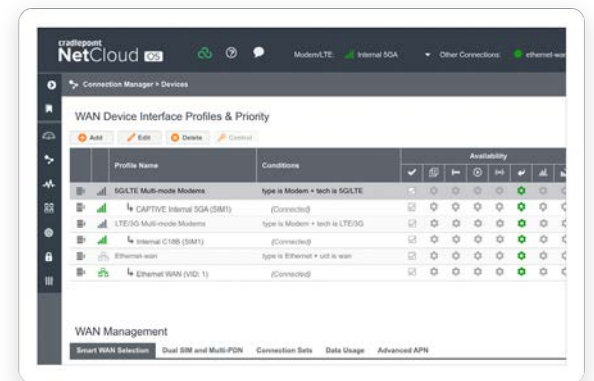 cradlepoint
NetCloud OS
Modem/LTE: Internal 5GA
Other Connections: ethernet-wan
Connection Manager > Devices
WAN Device Interface Profiles & Priority
Add Edit Delete Control
Profile Name Conditions Availability
5G/LTE Multi-mode Modems type is Modem + tech is 5G/LTE
CAPTIVE Internal 5GA (SIM1) (Connected)
LTE/3G Multi-mode Modems type is Modem + tech is LTE/3G
Internal C18B (SIM1) (Connected)
Ethernet-wan type is Ethernet + uid is wan
Ethernet WAN (VID: 1) (Connected)
WAN Management
Smart WAN Selection Dual SIM and Multi-PDN Connection Sets Data Usage Advanced APN